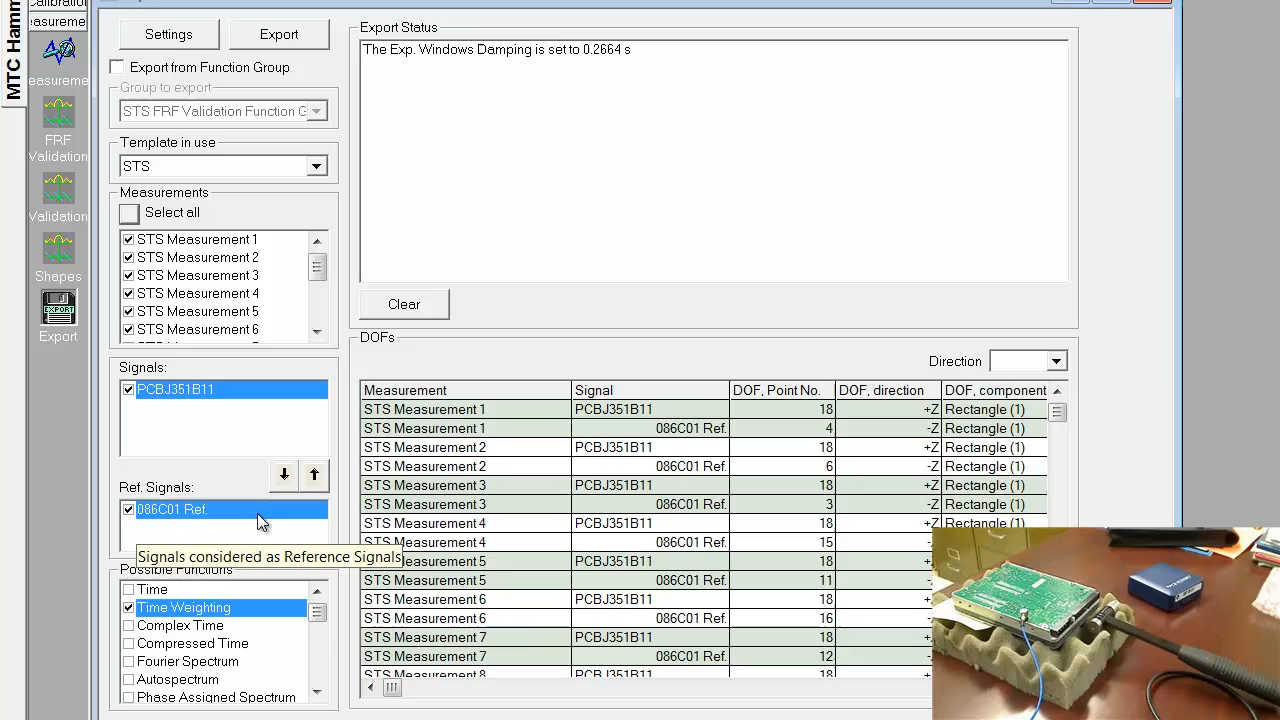 MTC Hamm
Calibration
easuremen
easureme
FRF
Validation
Validation
Shapes
EXPORT
Export
Settings
Export
Export from Function Group
Group to export
STS FRF Validation Function G
Template in use
STS
Measurements
Select all
STS Measurement 1
STS Measurement 2
STS Measurement 3
STS Measurement 4
STS Measurement 5
STS Measurement 6
Signals:
PCBJ351B11
Ref. Signals:
086C01 Ref.
Signals considered as Reference Signals
Possible Functions
Time
Time Weighting
Complex Time
Compressed Time
Fourier Spectrum
Autospectrum
Phase Assigned Spectrum
Export Status
The Exp. Windows Damping is set to 0.2664 s
Clear
DOFs
Direction
Measurement Signal DOF, Point No. DOF, direction DOF, component
STS Measurement 1 PCBJ351B11 18 +Z Rectangle (1)
STS Measurement 1 086C01 Ref. 4 -Z Rectangle (1)
STS Measurement 2 PCBJ351B11 18 +Z Rectangle (1)
STS Measurement 2 086C01 Ref. 6 -Z Rectangle (1)
STS Measurement 3 PCBJ351B11 18 +Z Rectangle (1)
STS Measurement 3 086C01 Ref. 3 -Z Rectangle (1)
STS Measurement 4 PCBJ351B11 18 +Z Rectangle (1)
STS Measurement 4 086C01 Ref. 15
STS Measurement 5 PCBJ351B11 18
STS Measurement 5 086C01 Ref. 11
STS Measurement 6 PCBJ351B11 18
STS Measurement 6 086C01 Ref. 16
STS Measurement 7 PCBJ351B11 18
STS Measurement 7 086C01 Ref. 12
STS Measurement 8 PCBJ351B11 18